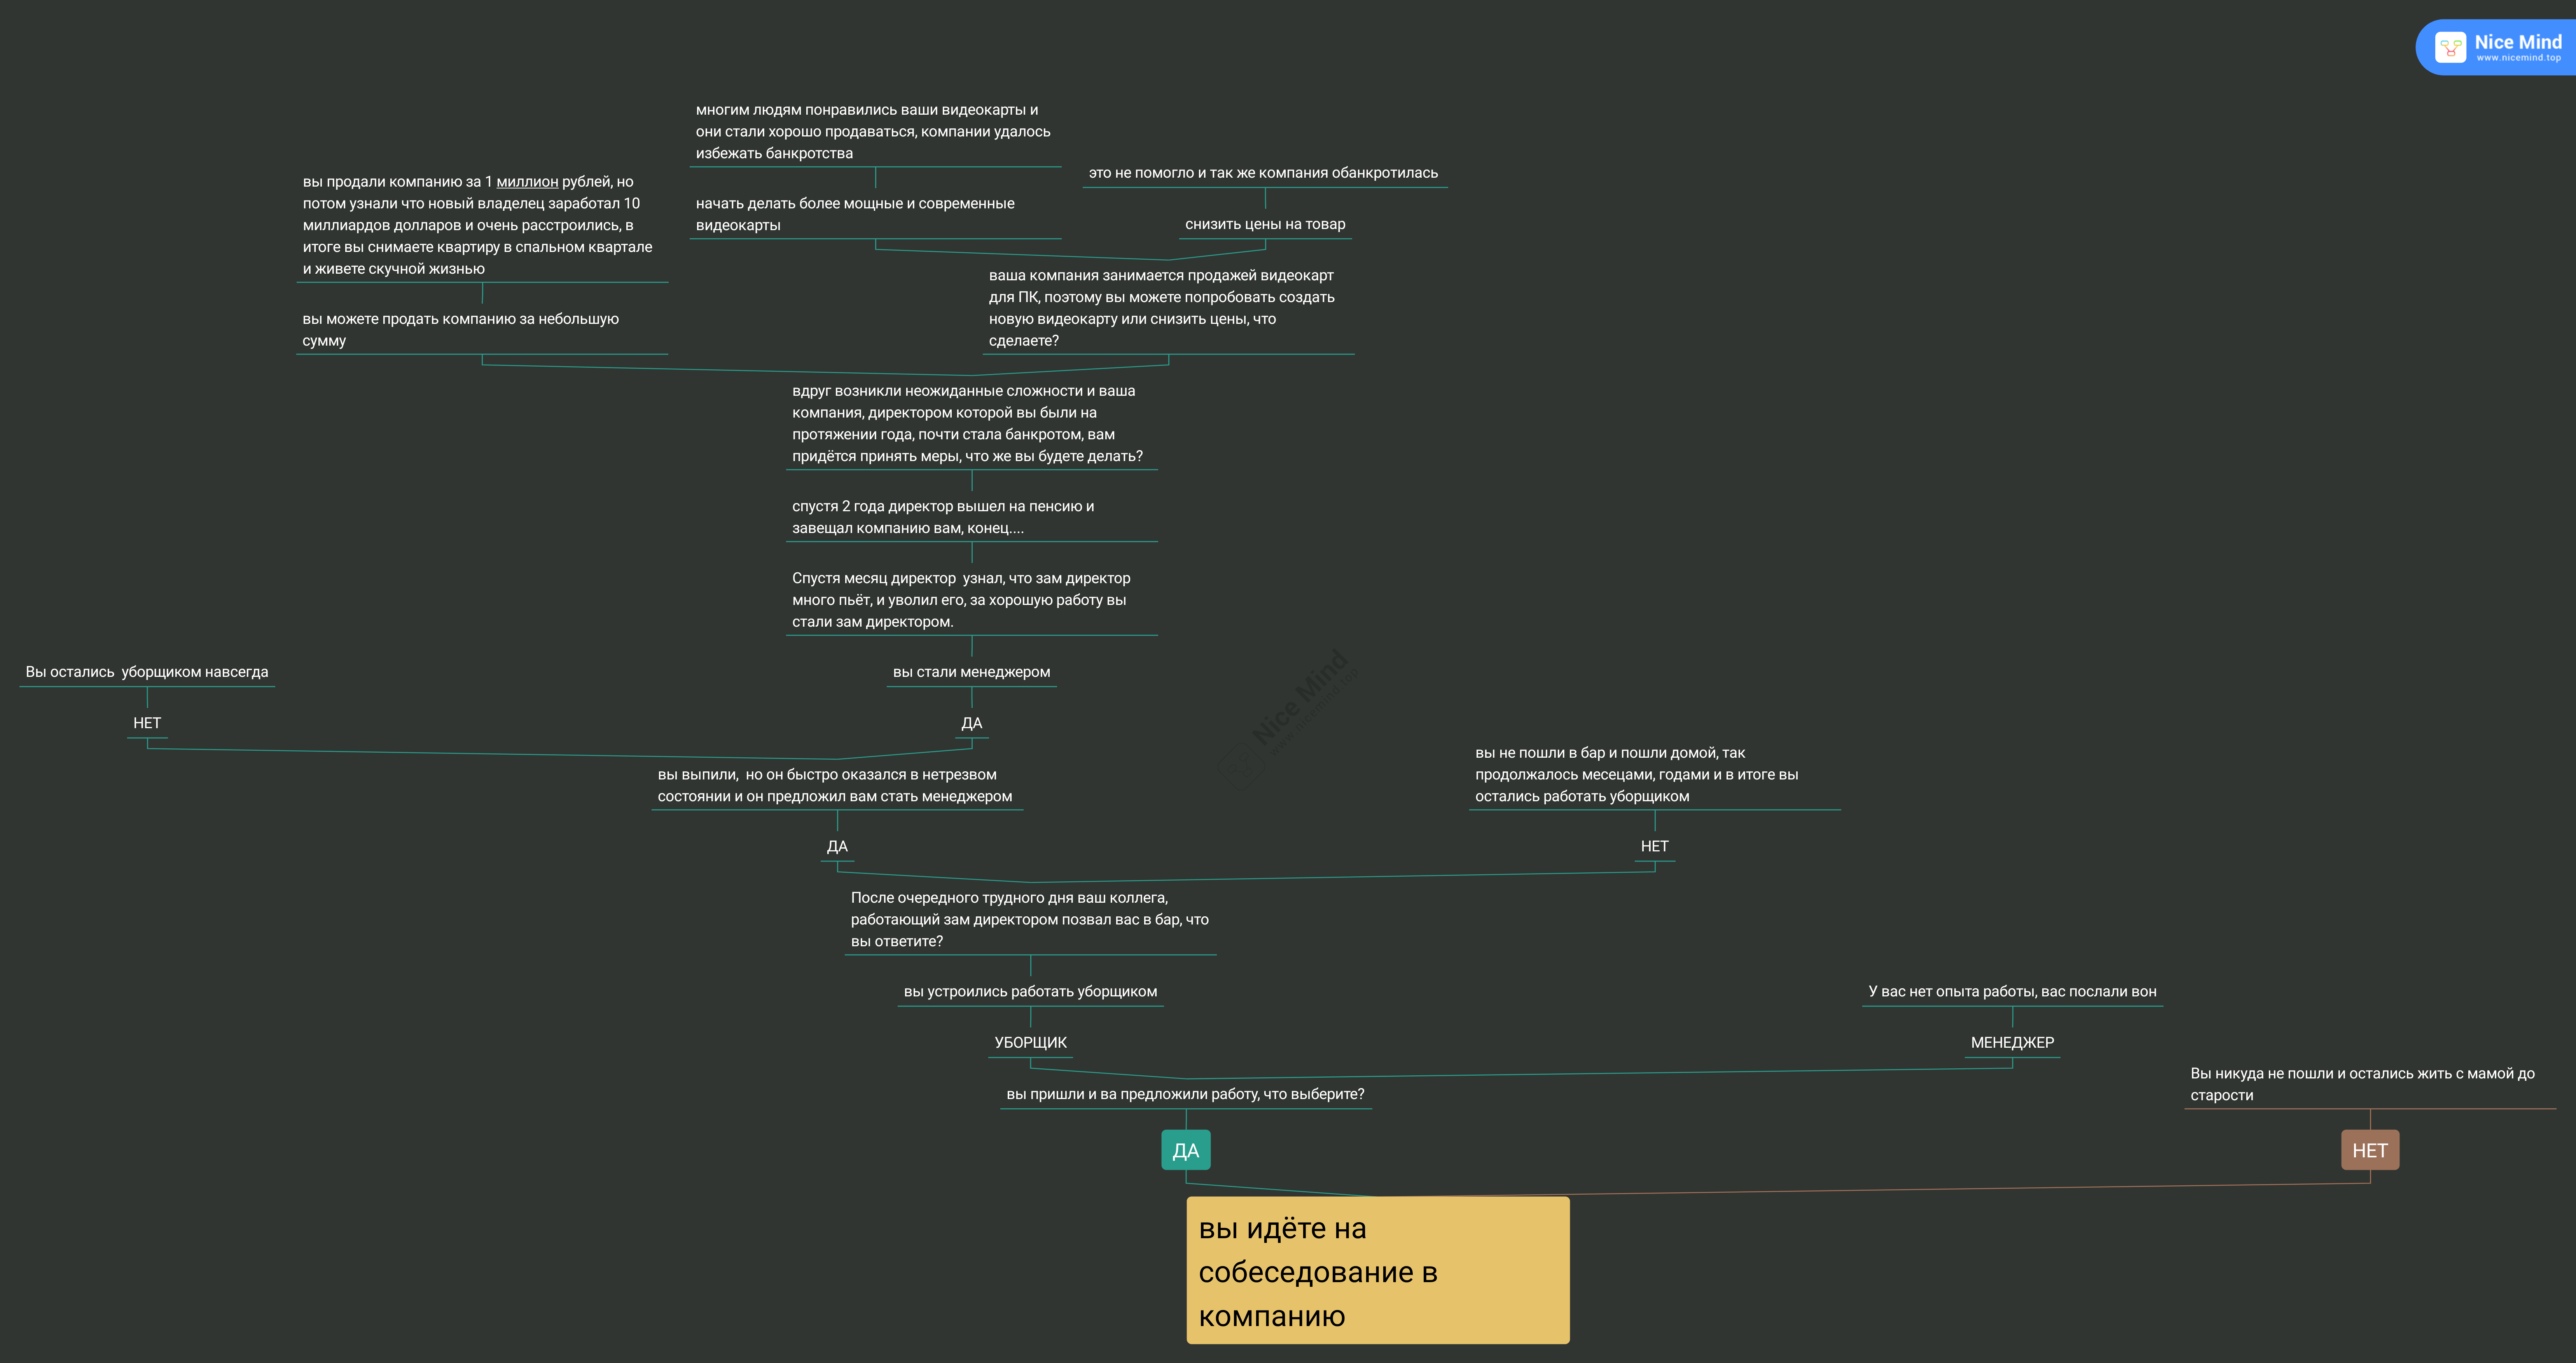 Nice Mind
www.nicemind.top
многим людям понравились ваши видеокарты и
они стали хорошо продаваться, компании удалось
избежать банкротства
это не помогло и так же компания обанкротилась
вы продали компанию за 1 миллион рублей, но
потом узнали что новый владелец заработал 10
миллиардов долларов и очень расстроились, в
итоге вы снимаете квартиру в спальном квартале
и живете скучной жизнью
начать делать более мощные и современные
видеокарты
снизить цены на товар
вы можете продать компанию за небольшую
сумму
ваша компания занимается продажей видеокарт
для ПК, поэтому вы можете попробовать создать
новую видеокарту или снизить цены, что
сделаете?
вдруг возникли неожиданные сложности и ваша
компания, директором которой вы были на
протяжении года, почти стала банкротом, вам
придётся принять меры, что же вы будете делать?
спустя 2 года директор вышел на пенсию и
завещал компанию вам, конец....
Спустя месяц директор  узнал, что зам директор
много пьёт, и уволил его, за хорошую работу вы
стали зам директором.
Вы остались  уборщиком навсегда
вы стали менеджером
Nice Mind
www.nicemind.top
НЕТ
ДА
вы выпили,  но он быстро оказался в нетрезвом
состоянии и он предложил вам стать менеджером
вы не пошли в бар и пошли домой, так
продолжалось месецами, годами и в итоге вы
остались работать уборщиком
ДА
НЕТ
После очередного трудного дня ваш коллега,
работающий зам директором позвал вас в бар, что
вы ответите?
вы устроились работать уборщиком
У вас нет опыта работы, вас послали вон
УБОРЩИК
МЕНЕДЖЕР
вы пришли и ва предложили работу, что выберите?
Вы никуда не пошли и остались жить с мамой до
старости
ДА
НЕТ
вы идёте на
собеседование в
компанию